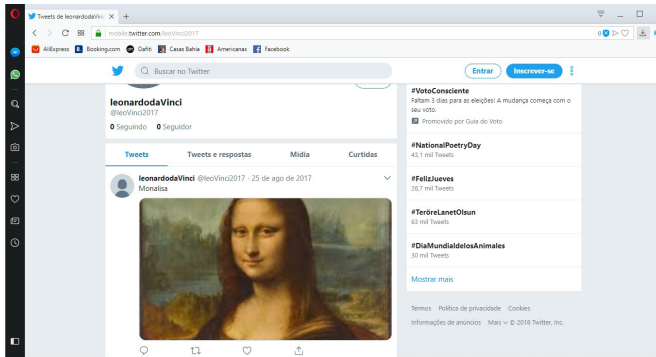 Tweets de leonardodaVinc
mobile.twitter.com/leoVinci2017
AliExpress
Booking.com
Dafiti
Casas Bahia
Americanas
Facebook
Buscar no Twitter
Entrar
Inscrever-se
leonardodaVinci
@leoVinci2017
0 Seguindo 0 Seguidor
Tweets
Tweets e respostas
Mídia
Curtidas
leonardodaVinci @leoVinci2017 · 25 de ago de 2017
Monalisa
#VotoConsciente
Faltam 3 dias para as eleições! A mudança começa com o
seu voto.
Promovido por Guia do Voto
#NationalPoetryDay
43,1 mil Tweets
#FelizJueves
26,7 mil Tweets
#TeröreLanetOlsun
63 mil Tweets
#DiaMundialdelosAnimales
30 mil Tweets
Mostrar mais
Termos Política de privacidade Cookies
Informações de anúncios Mais © 2018 Twitter, Inc.